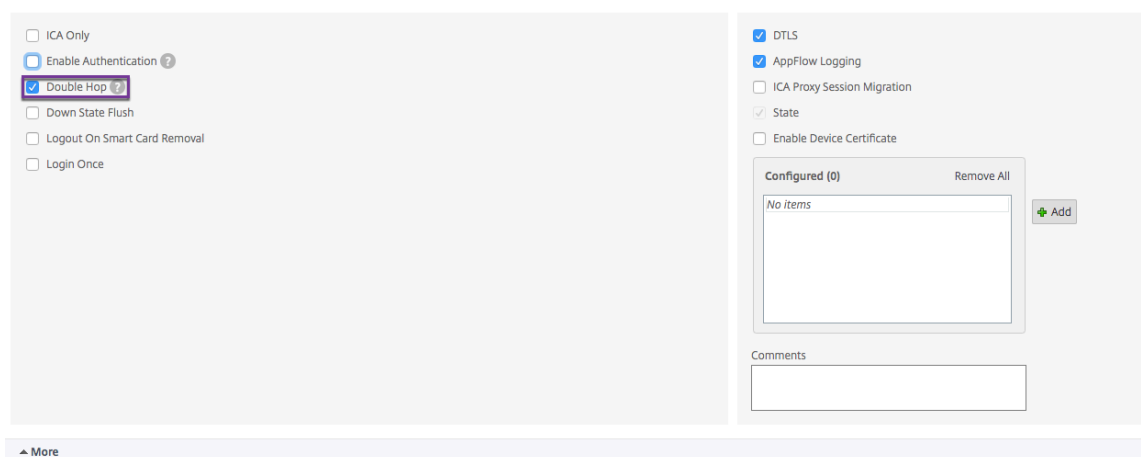 ICA Only
Enable Authentication ?
Double Hop ?
Down State Flush
Logout On Smart Card Removal
Login Once
DTLS
AppFlow Logging
ICA Proxy Session Migration
State
Enable Device Certificate
Configured (0) Remove All
No items
Add
Comments
More